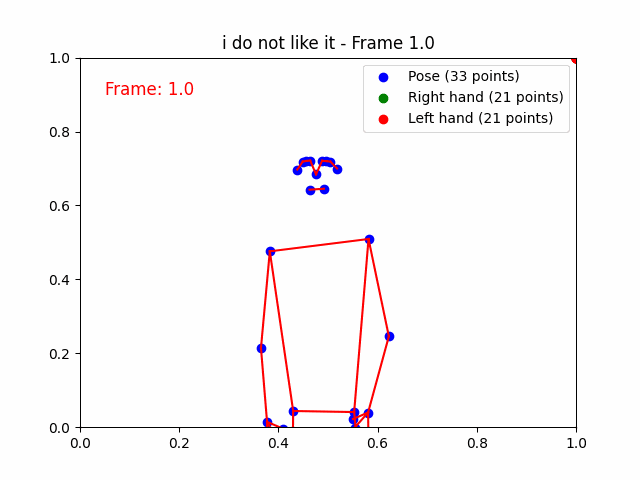 i do not like it - Frame 1.0
Frame: 1.0
Pose (33 points)
Right hand (21 points)
Left hand (21 points)
1.0
0.8
0.6
0.4
0.2
0.0
0.0 0.2 0.4 0.6 0.8 1.0